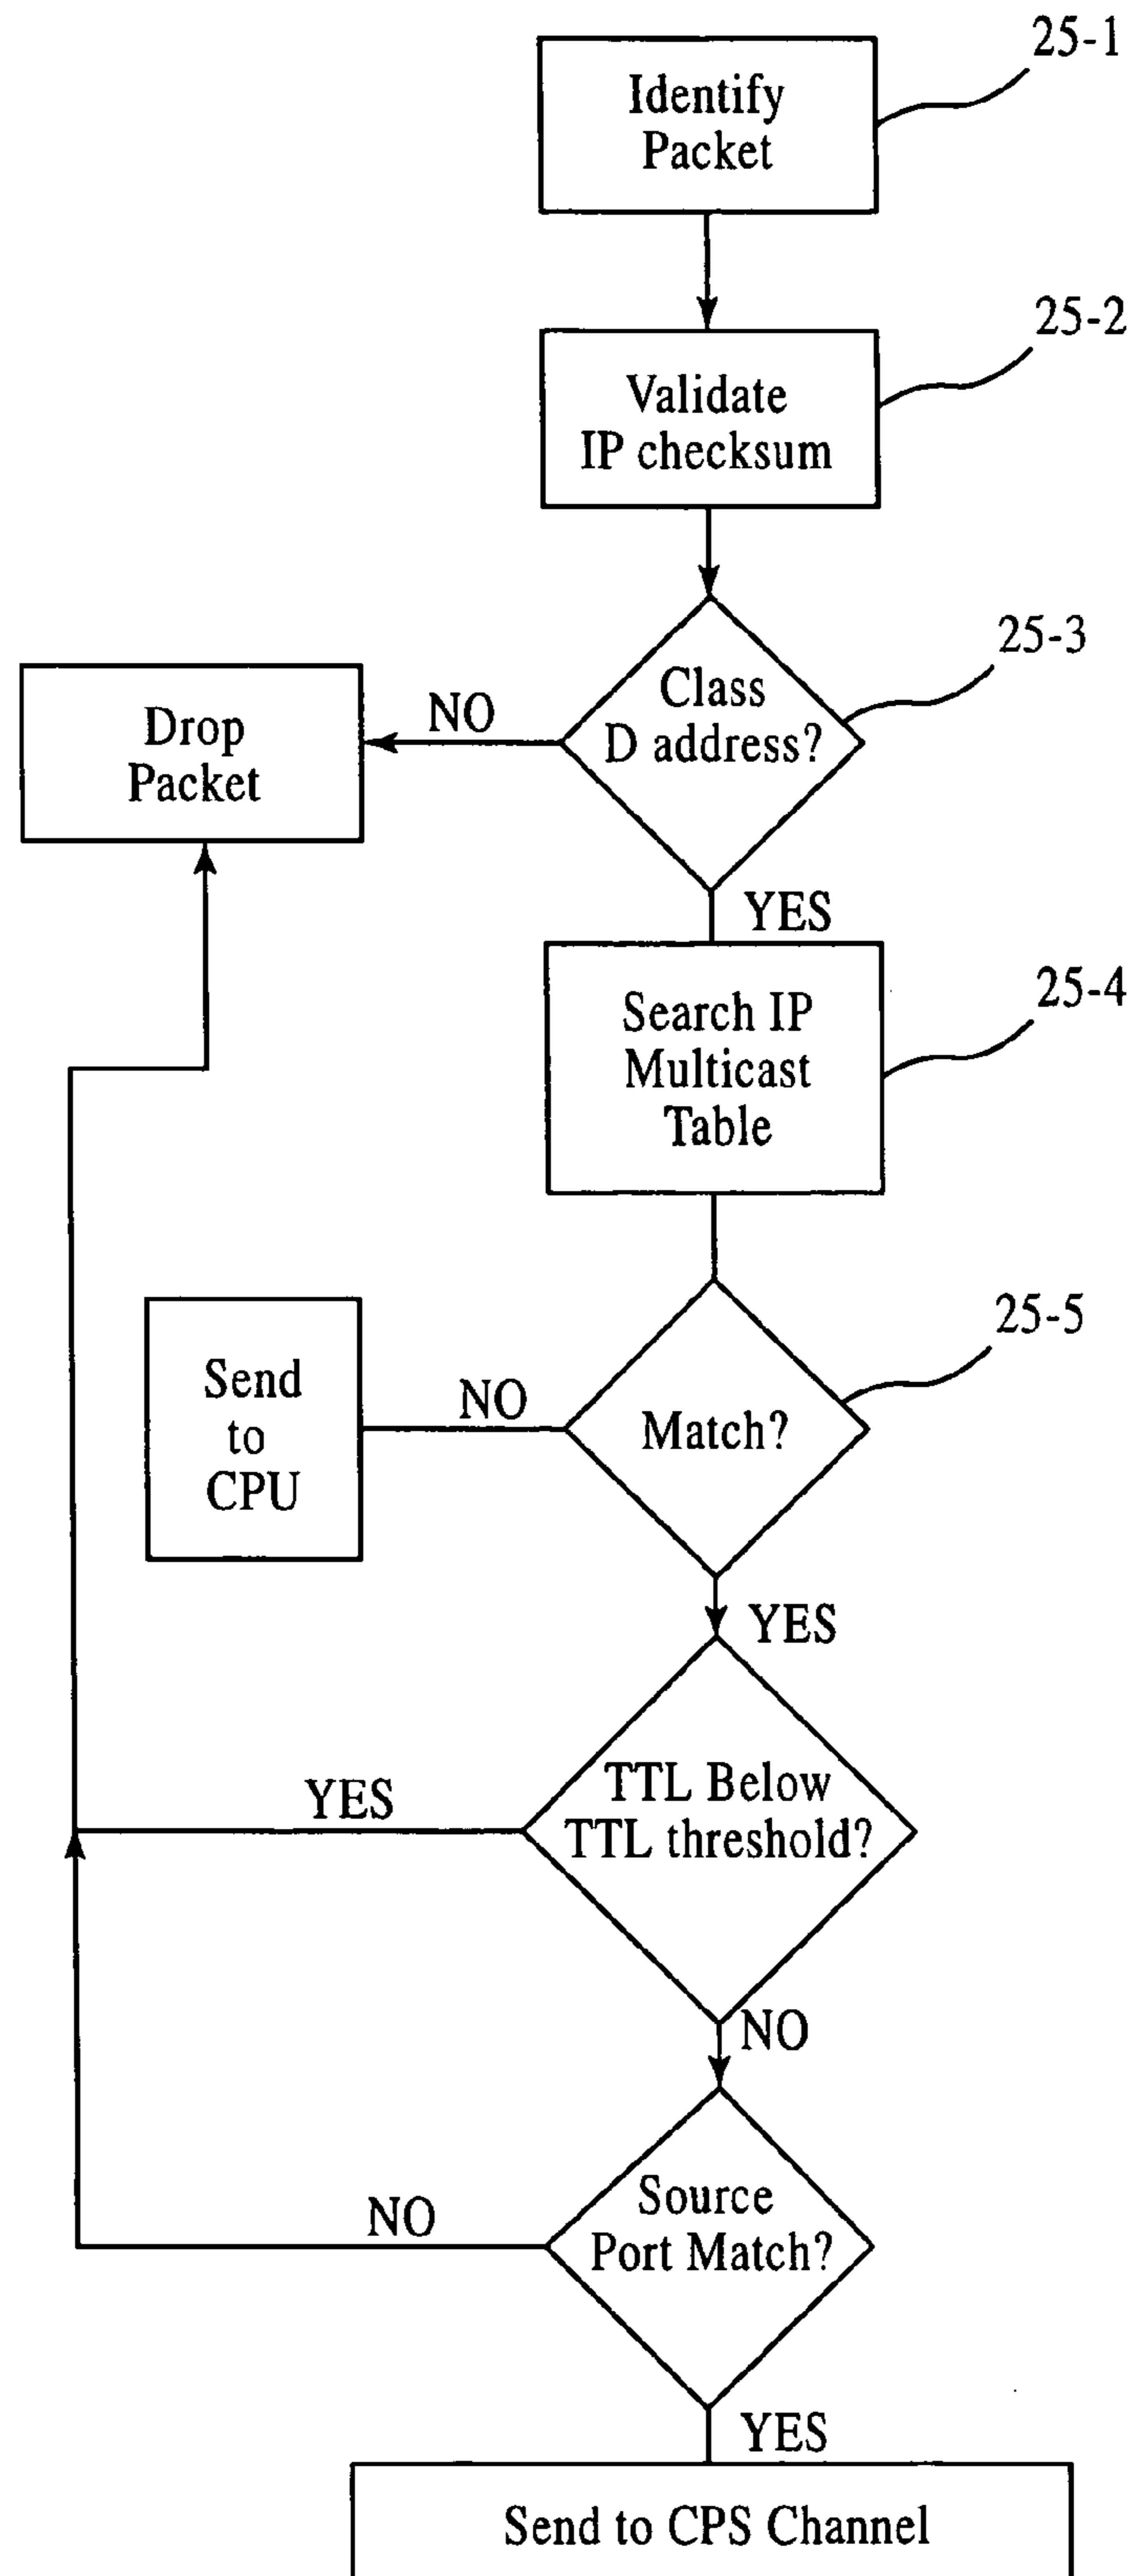 25-1
Identify
Packet
25-2
Validate
IP checksum
25-3
Class
D address?
NO
Drop
Packet
YES
25-4
Search IP
Multicast
Table
25-5
Match?
NO
Send
to
CPU
YES
TTL Below
TTL threshold?
YES
NO
Source
Port Match?
NO
YES
Send to CPS Channel